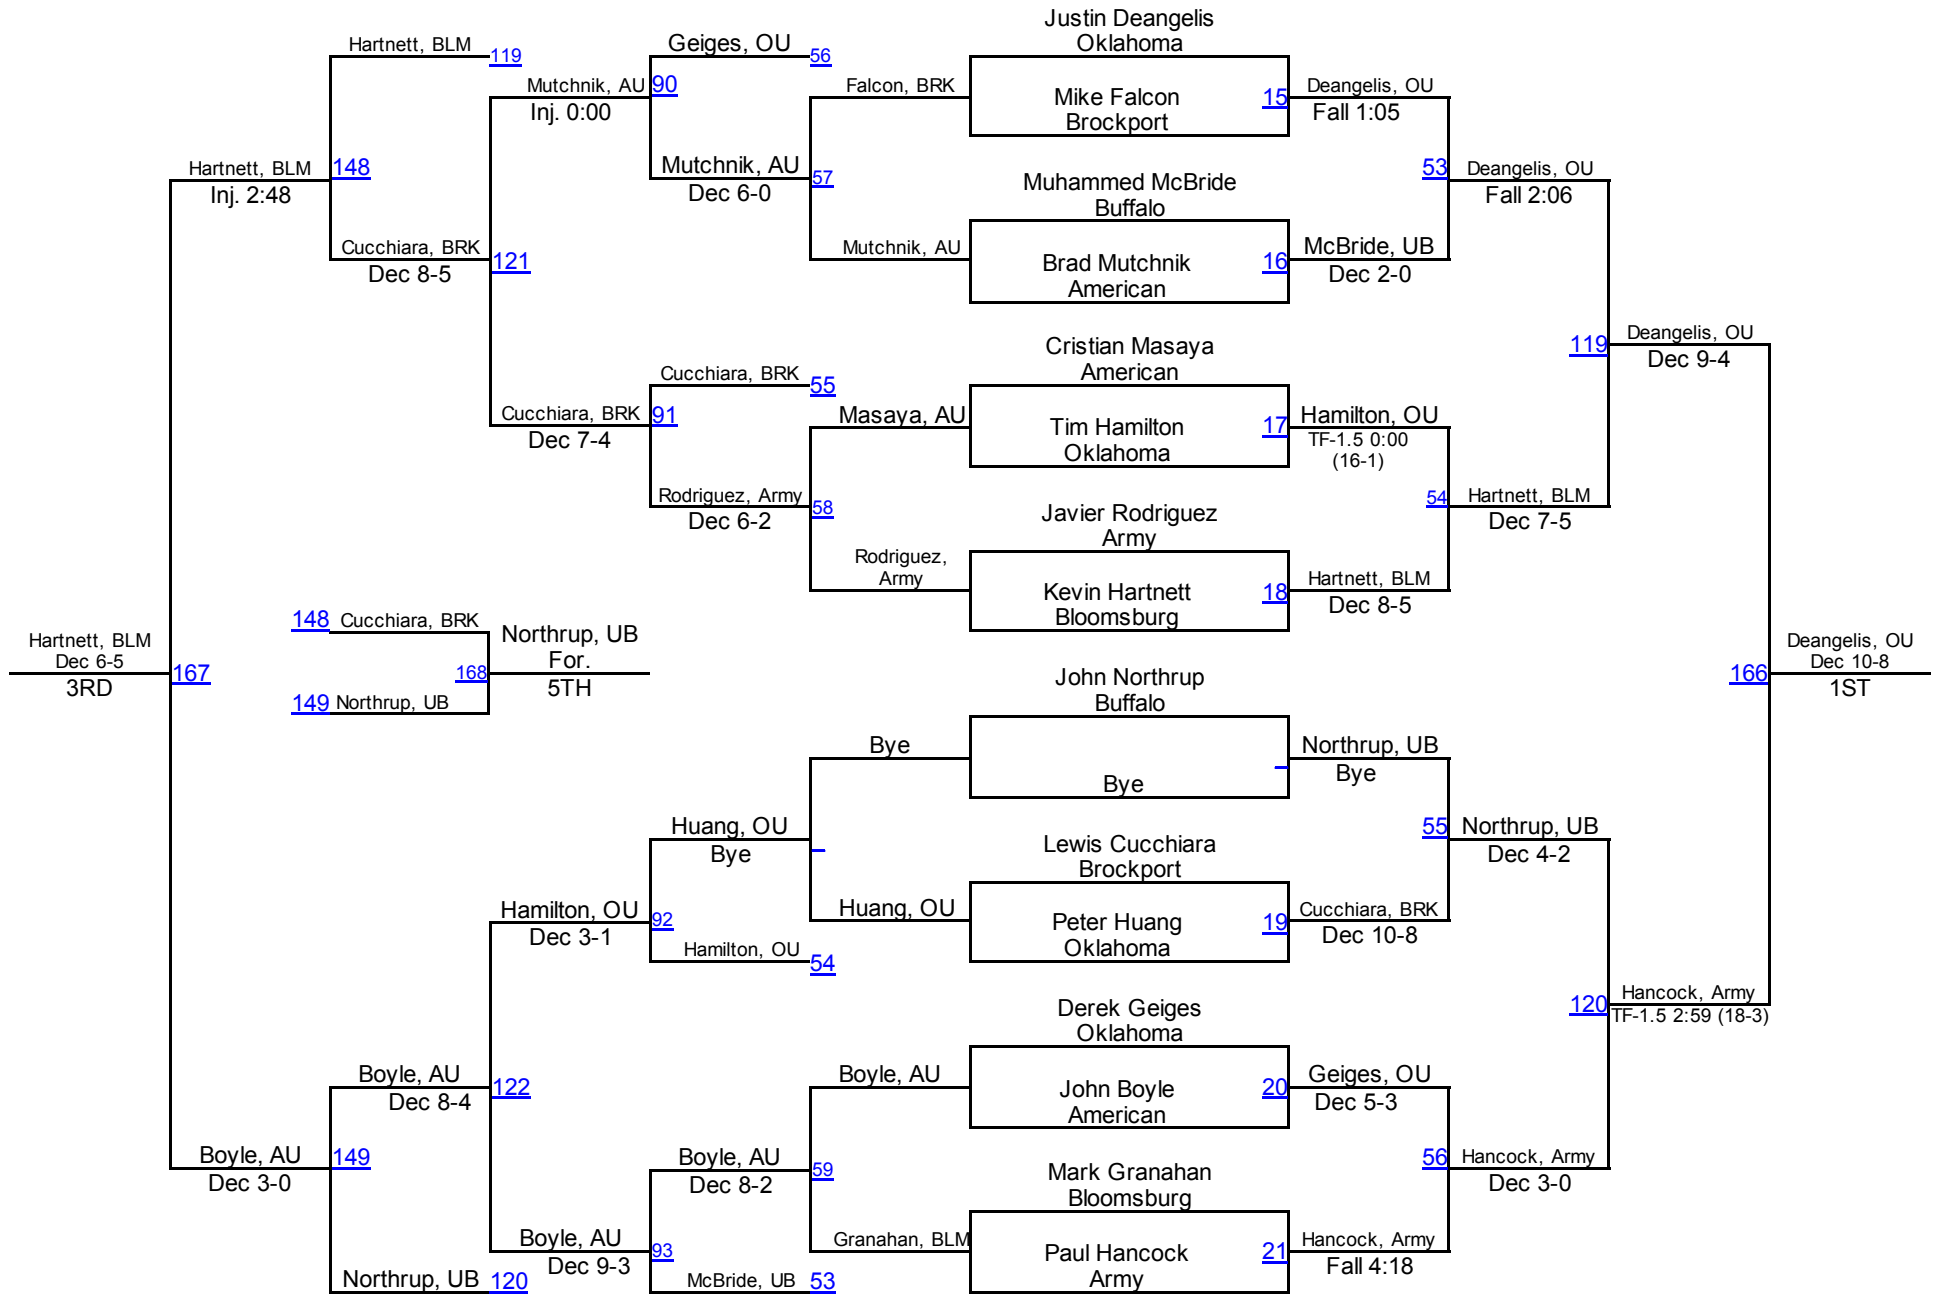 Justin Deangelis
Oklahoma
Hartnett, BLM
119
Geiges, OU
56
Mutchnik, AU
90
Inj. 0:00
Falcon, BRK
Mike Falcon
Brockport
15
Deangelis, OU
Fall 1:05
Hartnett, BLM
148
Inj. 2:48
Mutchnik, AU
57
Dec 6-0
Muhammed McBride
Buffalo
53
Deangelis, OU
Fall 2:06
Cucchiara, BRK
121
Dec 8-5
Mutchnik, AU
Brad Mutchnik
American
16
McBride, UB
Dec 2-0
Cristian Masaya
American
119
Deangelis, OU
Dec 9-4
Cucchiara, BRK
55
Cucchiara, BRK
91
Dec 7-4
Masaya, AU
Tim Hamilton
Oklahoma
17
Hamilton, OU
TF-1.5 0:00
(16-1)
Rodriguez, Army
58
Dec 6-2
Javier Rodriguez
Army
54
Hartnett, BLM
Dec 7-5
Rodriguez,
Army
Kevin Hartnett
Bloomsburg
18
Hartnett, BLM
Dec 8-5
Hartnett, BLM
Dec 6-5
3RD
167
148
Cucchiara, BRK
168
Northrup, UB
For.
5TH
149
Northrup, UB
John Northrup
Buffalo
166
Deangelis, OU
Dec 10-8
1ST
Bye
Bye
Northrup, UB
Bye
Huang, OU
Bye
Lewis Cucchiara
Brockport
55
Northrup, UB
Dec 4-2
Hamilton, OU
92
Dec 3-1
Huang, OU
Peter Huang
Oklahoma
19
Cucchiara, BRK
Dec 10-8
Hamilton, OU
54
Derek Geiges
Oklahoma
120
Hancock, Army
TF-1.5 2:59 (18-3)
Boyle, AU
122
Dec 8-4
Boyle, AU
John Boyle
American
20
Geiges, OU
Dec 5-3
Boyle, AU
149
Dec 3-0
Boyle, AU
59
Dec 8-2
Mark Granahan
Bloomsburg
56
Hancock, Army
Dec 3-0
Boyle, AU
93
Dec 9-3
Granahan, BLM
Paul Hancock
Army
21
Hancock, Army
Fall 4:18
Northrup, UB
120
McBride, UB
53